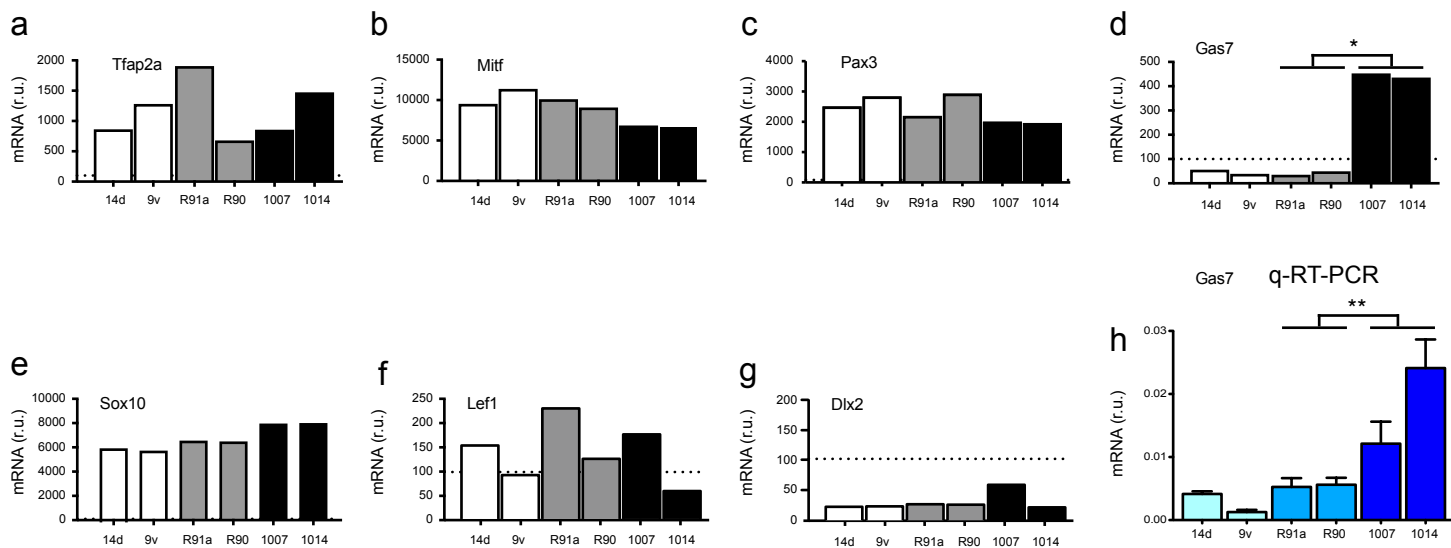 a
Tfap2a
mRNA (r.u.)
2000
1500
1000
500
0
14d 9v R91a R90 1007 1014
b
Mitf
mRNA (r.u.)
15000
10000
5000
0
14d 9v R91a R90 1007 1014
c
Pax3
mRNA (r.u.)
4000
3000
2000
1000
0
14d 9v R91a R90 1007 1014
d
Gas7
*
mRNA (r.u.)
500
400
300
200
100
0
14d 9v R91a R90 1007 1014
e
Sox10
mRNA (r.u.)
10000
8000
6000
4000
2000
0
14d 9v R91a R90 1007 1014
f
Lef1
mRNA (r.u.)
250
200
150
100
250
0
14d 9v R91a R90 1007 1014
g
Dlx2
mRNA (r.u.)
200
250
100
50
0
14d 9v R91a R90 1007 1014
Gas7 q-RT-PCR
h
**
mRNA (r.u.)
0.03
0.02
0.01
0.00
14d 9v R91a R90 1007 1014